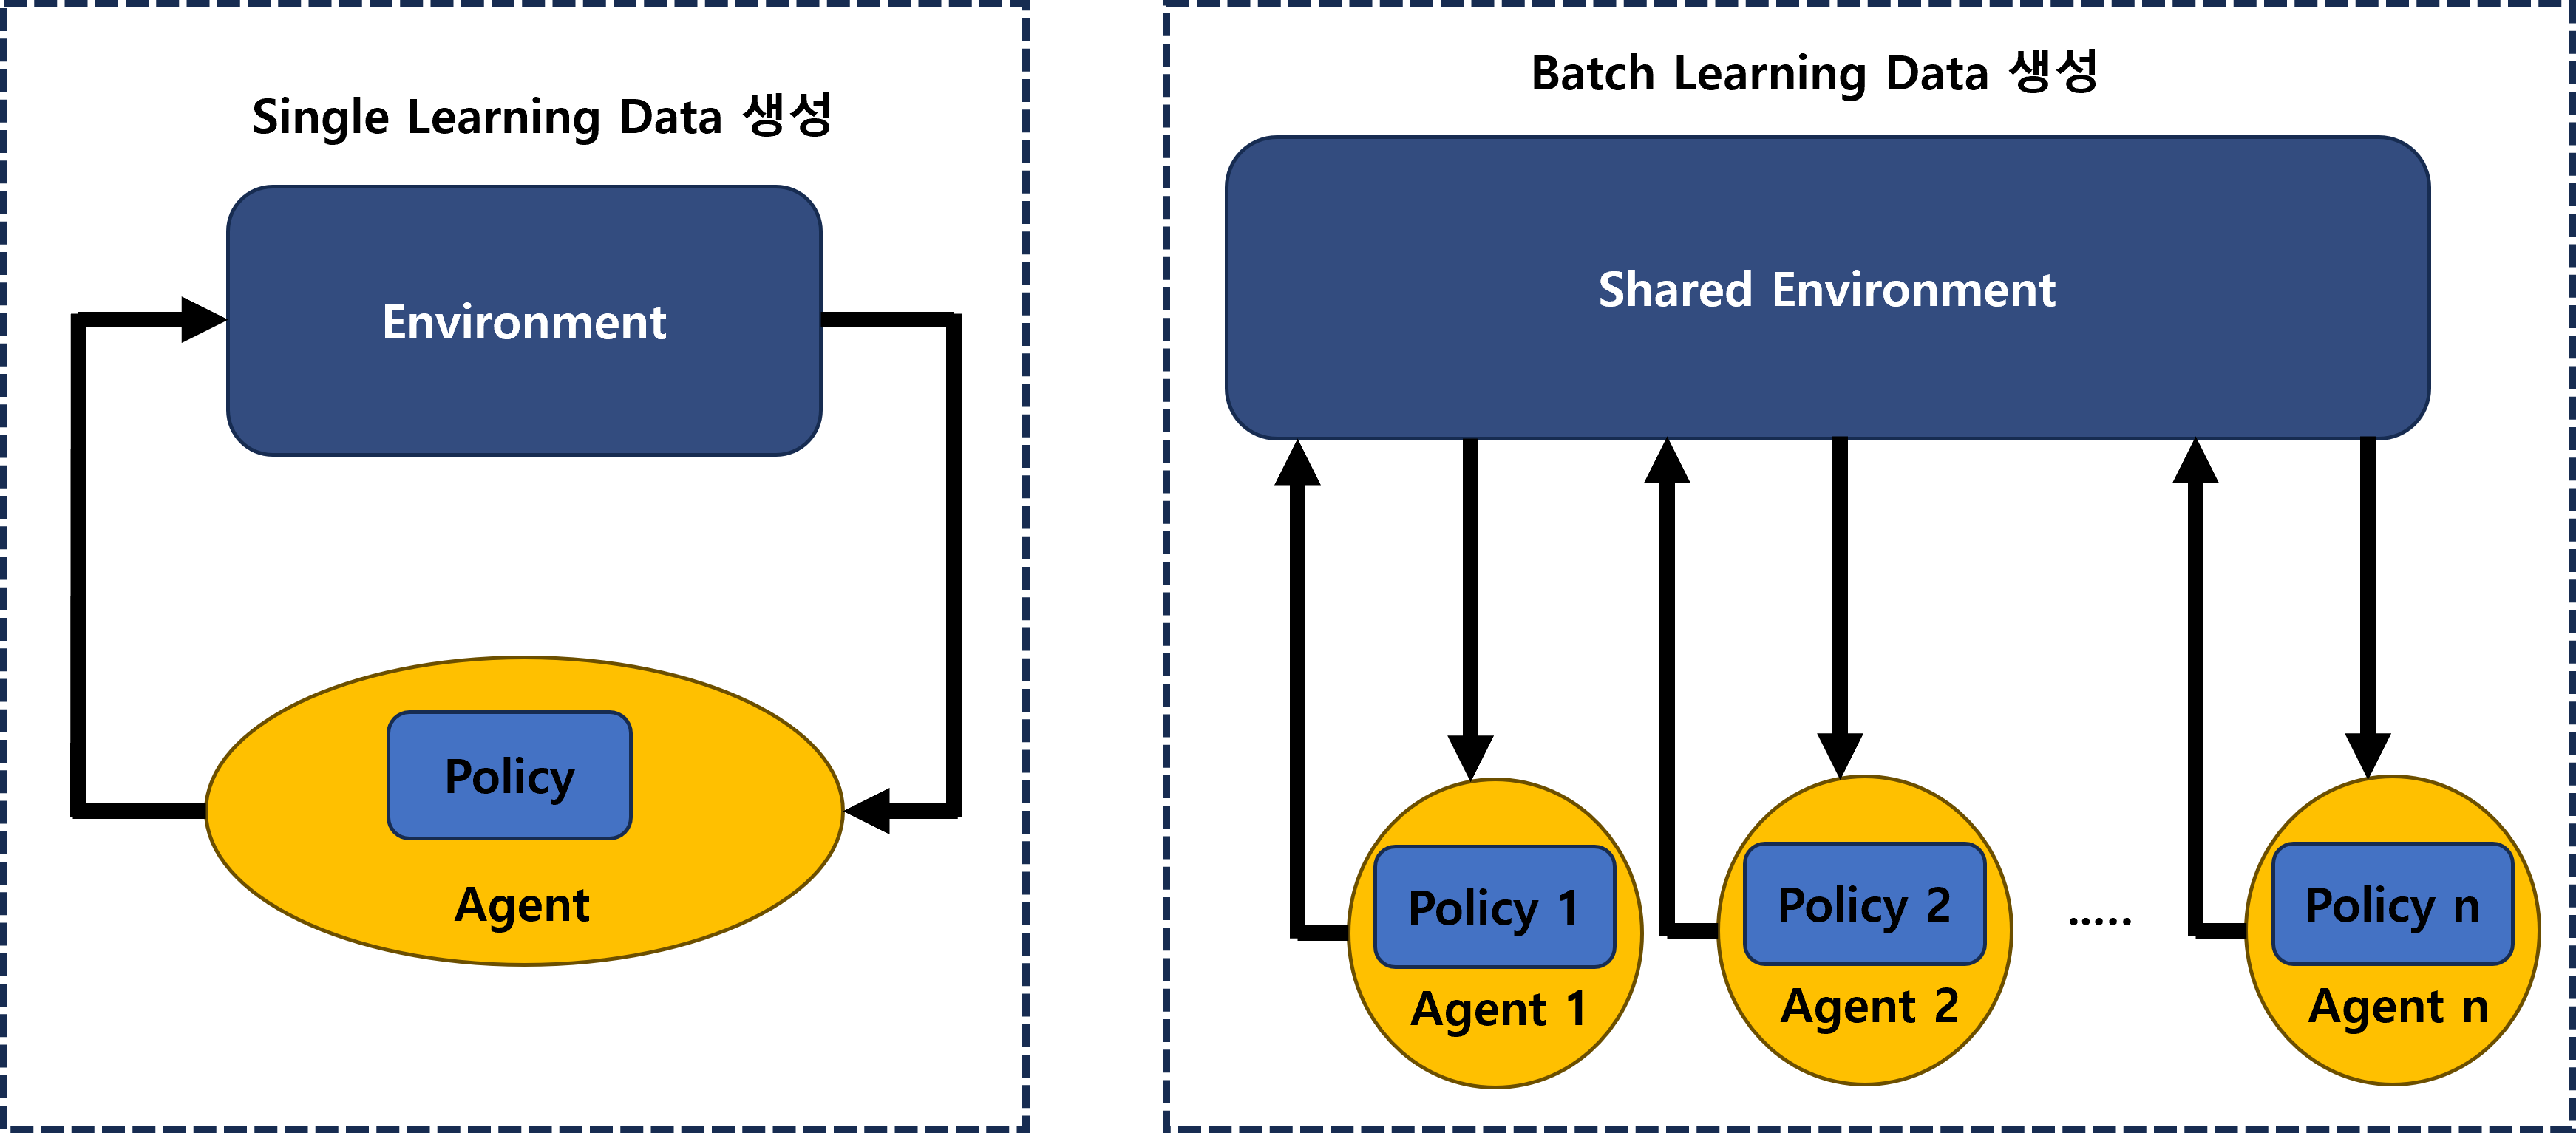 Single Learning Data 생성
Environment
Policy
Agent
Batch Learning Data 생성
Shared Environment
Policy 1
Agent 1
Policy 2
Agent 2
.....
Policy n
Agent n